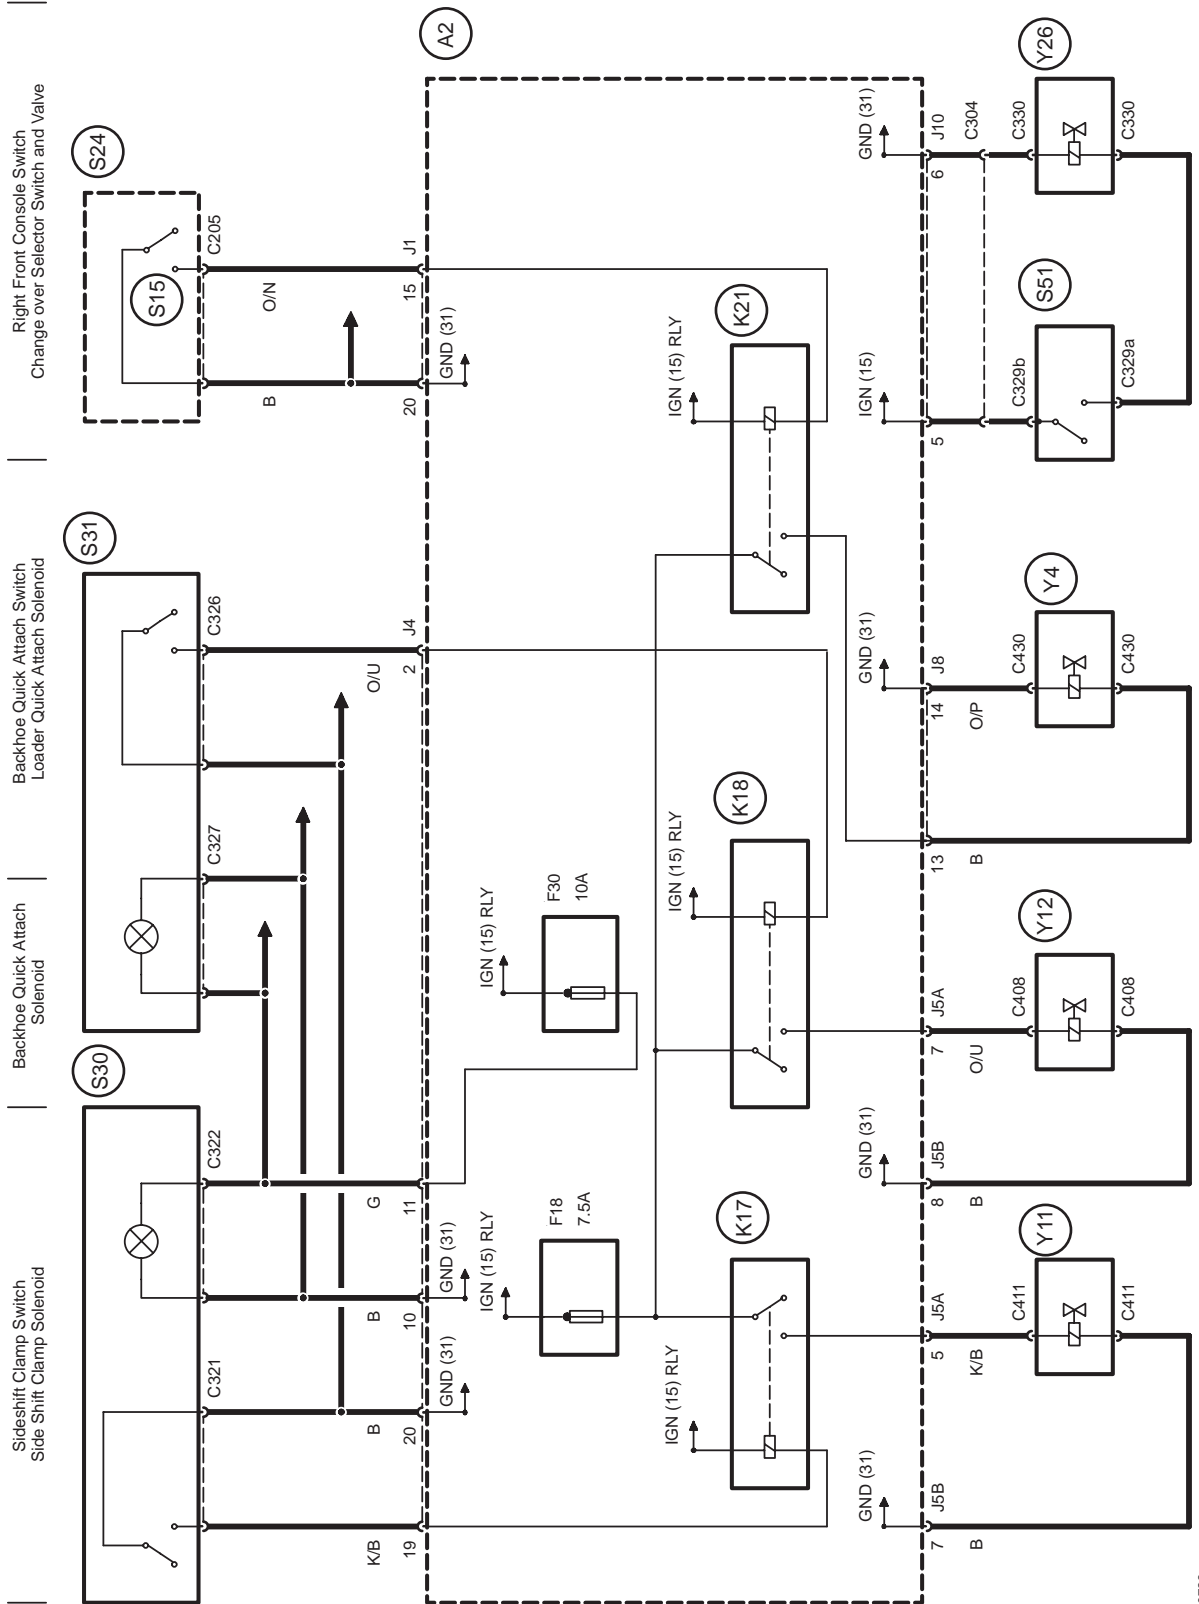 Sideshift Clamp Switch
Side Shift Clamp Solenoid
Backhoe Quick Attach
Solenoid
Backhoe Quick Attach Switch
Loader Quick Attach Solenoid
Right Front Console Switch
Change over Selector Switch and Valve
S30
S31
S24
S15
C321
C322
C327
C326
C205
K/B
B
B
G
O/U
B
O/N
19
20
10
11
2
J4
20
15
J1
A2
GND (31)
GND (31)
GND (31)
IGN (15) RLY
F18
7.5A
IGN (15) RLY
F30
10A
IGN (15) RLY
K17
IGN (15) RLY
K18
IGN (15) RLY
K21
GND (31)
GND (31)
GND (31)
IGN (15)
GND (31)
7
J5B
5
J5A
8
J5B
7
J5A
13
14
J8
5
6
J10
B
K/B
B
O/U
B
O/P
C304
C411
C408
C430
C329b
C330
Y11
Y12
Y4
S51
Y26
C411
C408
C430
C329a
C330